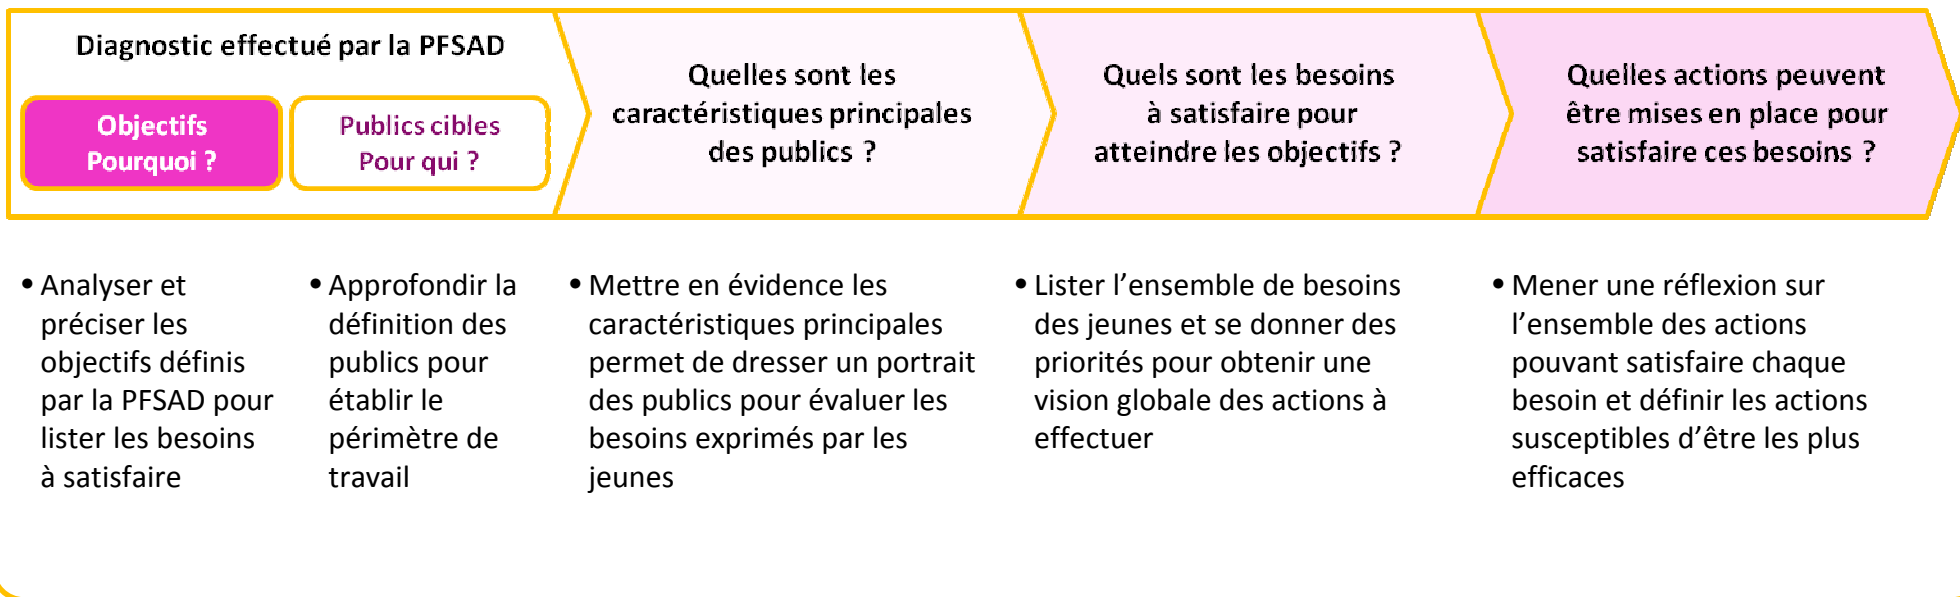 Diagnostic effectué par la PFSAD
Objectifs
Pourquoi ?
Publics cibles
Pour qui ?
Quelles sont les
caractéristiques principales
des publics ?
Quels sont les besoins
à satisfaire pour
atteindre les objectifs ?
Quelles actions peuvent
être mises en place pour
satisfaire ces besoins ?
• Analyser et
préciser les
objectifs définis
par la PFSAD pour
lister les besoins
à satisfaire
• Approfondir la
définition des
publics pour
établir le
périmètre de
travail
• Mettre en évidence les
caractéristiques principales
permet de dresser un portrait
des publics pour évaluer les
besoins exprimés par les
jeunes
• Lister l’ensemble de besoins
des jeunes et se donner des
priorités pour obtenir une
vision globale des actions à
effectuer
• Mener une réflexion sur
l’ensemble des actions
pouvant satisfaire chaque
besoin et définir les actions
susceptibles d’être les plus
efficaces